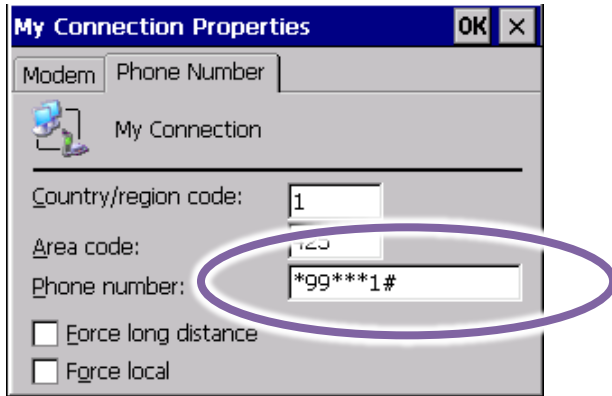 My Connection Properties OK ×
Modem Phone Number
My Connection
Country/region code: 1
Area code: 425
Phone number: *99***1#
Force long distance
Force local